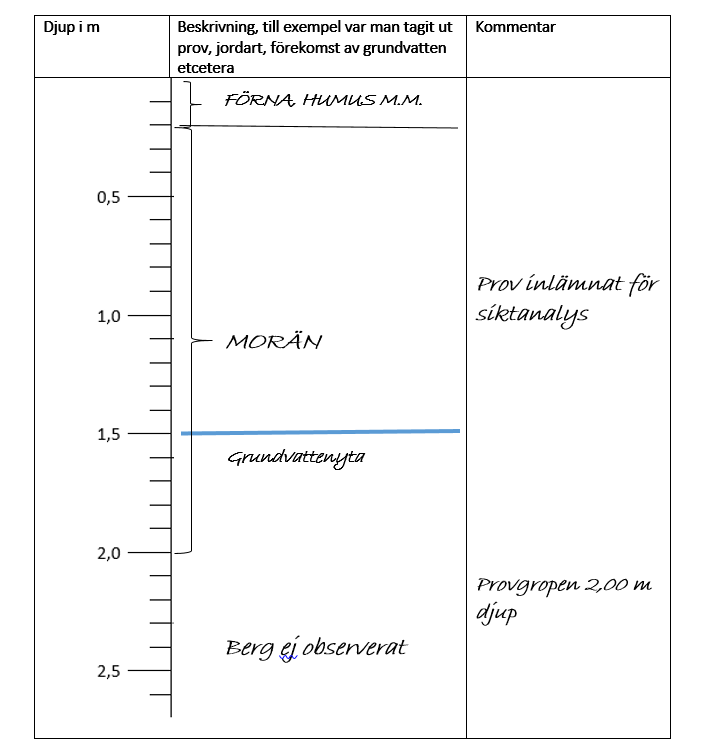 Djup i m
Beskrivning, till exempel var man tagit ut
prov, jordart, förekomst av grundvatten
etcetera
Kommentar
FÖRNA, HUMUS M.M.
0,5
Prov inlämnat för
siktanalys
1,0
MORÄN
1,5
Grundvattenyta
2,0
Provgropen 2,00 m
djup
Berg ej observerat
2,5